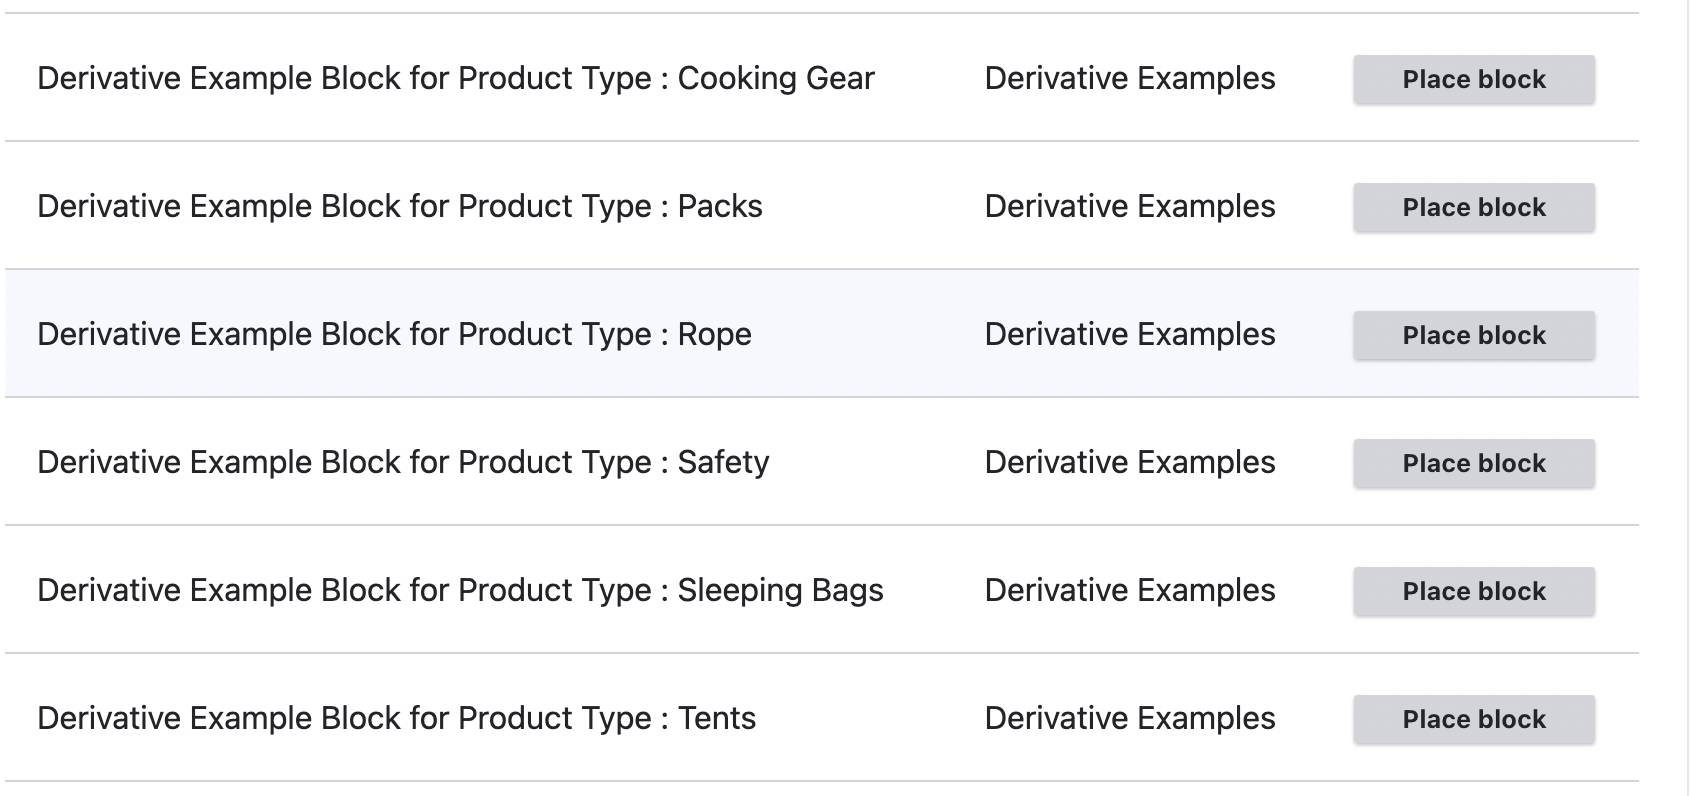 Derivative Example Block for Product Type : Cooking Gear Derivative Examples Place block
Derivative Example Block for Product Type : Packs Derivative Examples Place block
Derivative Example Block for Product Type : Rope Derivative Examples Place block
Derivative Example Block for Product Type : Safety Derivative Examples Place block
Derivative Example Block for Product Type : Sleeping Bags Derivative Examples Place block
Derivative Example Block for Product Type : Tents Derivative Examples Place block